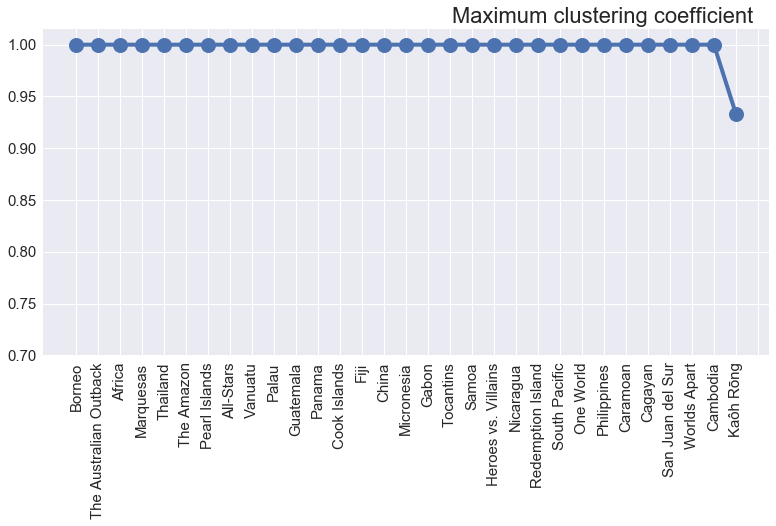 Maximum clustering coefficient
1.00
0.95
0.90
0.85
0.80
0.75
0.70
Borneo
The Australian Outback
Africa
Marquesas
Thailand
The Amazon
Pearl Islands
All-Stars
Vanuatu
Palau
Guatemala
Panama
Cook Islands
Fiji
China
Micronesia
Gabon
Tocantins
Samoa
Heroes vs. Villains
Nicaragua
Redemption Island
South Pacific
One World
Philippines
Caramoan
Cagayan
San Juan del Sur
Worlds Apart
Cambodia
Kaôh Rōng